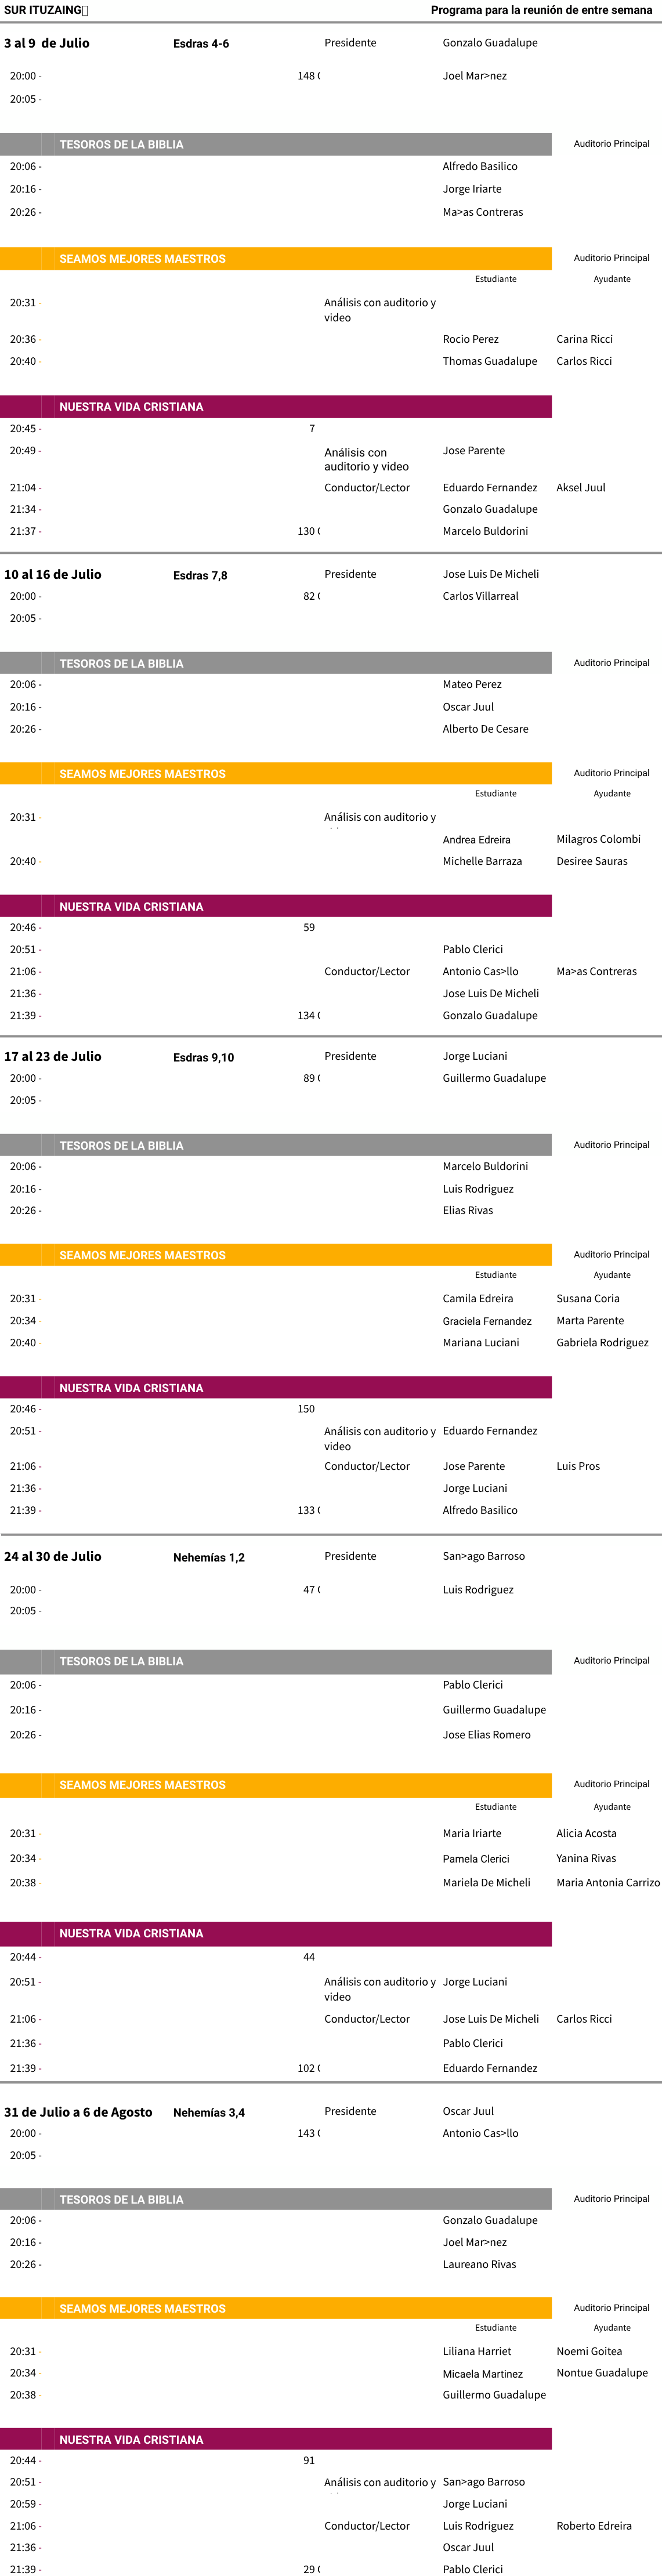 SUR ITUZAING Programa para la reunión de entre semana
3 al 9 de Julio Esdras 4-6 Presidente Gonzalo Guadalupe
20:00 - 148 ( Joel Mar>nez
20:05 -
TESOROS DE LA BIBLIA Auditorio Principal
20:06 - Alfredo Basilico
20:16 - Jorge Iriarte
20:26 - Ma>as Contreras
SEAMOS MEJORES MAESTROS Auditorio Principal
Estudiante Ayudante
20:31 - Análisis con auditorio y
video
20:36 - Rocio Perez Carina Ricci
20:40 - Thomas Guadalupe Carlos Ricci
NUESTRA VIDA CRISTIANA
20:45 - 7
20:49 - Análisis con Jose Parente
auditorio y video
21:04 - Conductor/Lector Eduardo Fernandez Aksel Juul
21:34 - Gonzalo Guadalupe
21:37 - 130 ( Marcelo Buldorini
10 al 16 de Julio Esdras 7,8 Presidente Jose Luis De Micheli
20:00 - 82 ( Carlos Villarreal
20:05 -
TESOROS DE LA BIBLIA Auditorio Principal
20:06 - Mateo Perez
20:16 - Oscar Juul
20:26 - Alberto De Cesare
SEAMOS MEJORES MAESTROS Auditorio Principal
Estudiante Ayudante
20:31 - Análisis con auditorio y
Andrea Edreira Milagros Colombi
20:40 - Michelle Barraza Desiree Sauras
NUESTRA VIDA CRISTIANA
20:46 - 59
20:51 - Pablo Clerici
21:06 - Conductor/Lector Antonio Cas>llo Ma>as Contreras
21:36 - Jose Luis De Micheli
21:39 - 134 ( Gonzalo Guadalupe
17 al 23 de Julio Esdras 9,10 Presidente Jorge Luciani
20:00 - 89 ( Guillermo Guadalupe
20:05 -
TESOROS DE LA BIBLIA Auditorio Principal
20:06 - Marcelo Buldorini
20:16 - Luis Rodriguez
20:26 - Elias Rivas
SEAMOS MEJORES MAESTROS Auditorio Principal
Estudiante Ayudante
20:31 - Camila Edreira Susana Coria
20:34 - Graciela Fernandez Marta Parente
20:40 - Mariana Luciani Gabriela Rodriguez
NUESTRA VIDA CRISTIANA
20:46 - 150
20:51 - Análisis con auditorio y Eduardo Fernandez
video
21:06 - Conductor/Lector Jose Parente Luis Pros
21:36 - Jorge Luciani
21:39 - 133 ( Alfredo Basilico
24 al 30 de Julio Nehemías 1,2 Presidente San>ago Barroso
20:00 - 47 ( Luis Rodriguez
20:05 -
TESOROS DE LA BIBLIA Auditorio Principal
20:06 - Pablo Clerici
20:16 - Guillermo Guadalupe
20:26 - Jose Elias Romero
SEAMOS MEJORES MAESTROS Auditorio Principal
Estudiante Ayudante
20:31 - Maria Iriarte Alicia Acosta
20:34 - Pamela Clerici Yanina Rivas
20:38 - Mariela De Micheli Maria Antonia Carrizo
NUESTRA VIDA CRISTIANA
20:44 - 44
20:51 - Análisis con auditorio y Jorge Luciani
video
21:06 - Conductor/Lector Jose Luis De Micheli Carlos Ricci
21:36 - Pablo Clerici
21:39 - 102 ( Eduardo Fernandez
31 de Julio a 6 de Agosto Nehemías 3,4 Presidente Oscar Juul
20:00 - 143 ( Antonio Cas>llo
20:05 -
TESOROS DE LA BIBLIA Auditorio Principal
20:06 - Gonzalo Guadalupe
20:16 - Joel Mar>nez
20:26 - Laureano Rivas
SEAMOS MEJORES MAESTROS Auditorio Principal
Estudiante Ayudante
20:31 - Liliana Harriet Noemi Goitea
20:34 - Micaela Martinez Nontue Guadalupe
20:38 - Guillermo Guadalupe
NUESTRA VIDA CRISTIANA
20:44 - 91
20:51 - Análisis con auditorio y San>ago Barroso
20:59 - Jorge Luciani
21:06 - Conductor/Lector Luis Rodriguez Roberto Edreira
21:36 - Oscar Juul
21:39 - 29 ( Pablo Clerici